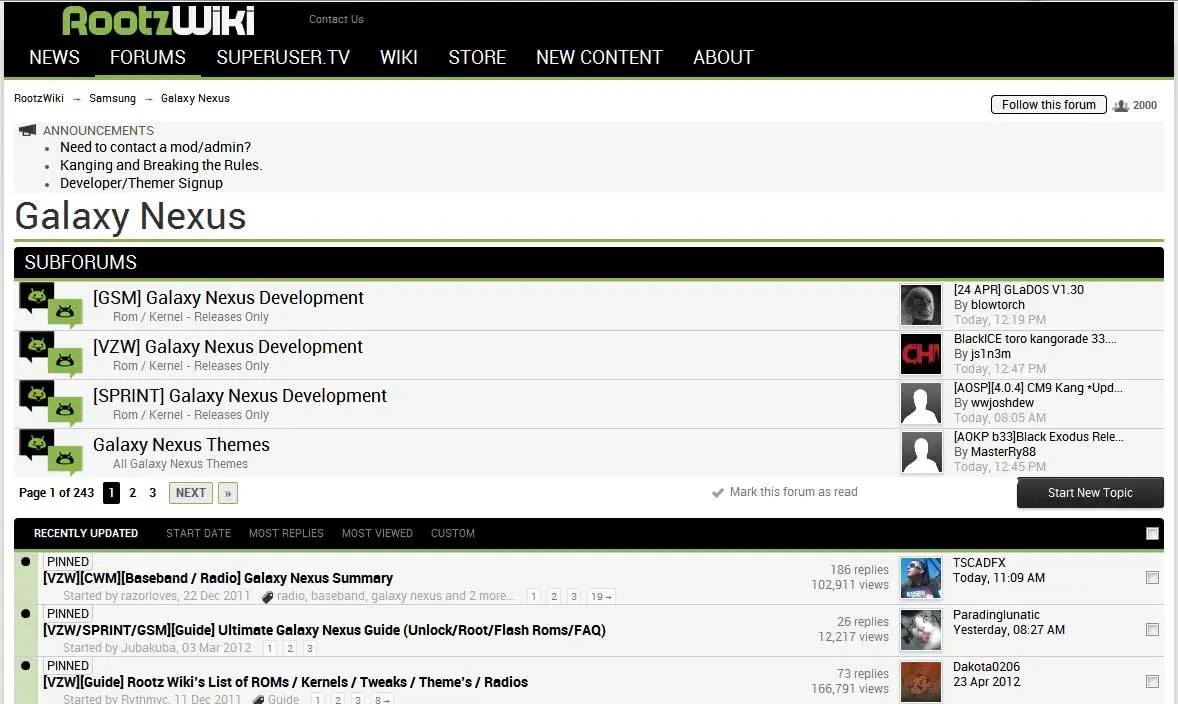 RootzWiki
Contact Us
NEWS FORUMS SUPERUSER.TV WIKI STORE NEW CONTENT ABOUT
RootzWiki → Samsung → Galaxy Nexus
Follow this forum 2000
ANNOUNCEMENTS
Need to contact a mod/admin?
Kanging and Breaking the Rules.
Developer/Themer Signup
Galaxy Nexus
SUBFORUMS
[GSM] Galaxy Nexus Development
Rom / Kernel - Releases Only
[24 APR] GLaDOS V1.30
By blowtorch
Today, 12:19 PM
[VZW] Galaxy Nexus Development
Rom / Kernel - Releases Only
CHN
BlackICE toro kangorade 33....
By js1n3m
Today, 12:47 PM
[SPRINT] Galaxy Nexus Development
Rom / Kernel - Releases Only
[AOSP][4.0.4] CM9 Kang *Upd...
By wwjoshdew
Today, 08:05 AM
Galaxy Nexus Themes
All Galaxy Nexus Themes
[AOKP b33]Black Exodus Rele...
By MasterRy88
Today, 12:45 PM
Page 1 of 243 1 2 3 NEXT »
Mark this forum as read
Start New Topic
RECENTLY UPDATED START DATE MOST REPLIES MOST VIEWED CUSTOM
PINNED
[VZW][CWM][Baseband / Radio] Galaxy Nexus Summary
Started by razorloves, 22 Dec 2011 radio, baseband, galaxy nexus and 2 more... 1 2 3 19→
186 replies
102,911 views
TSCADFX
Today, 11:09 AM
PINNED
[VZW/SPRINT/GSM][Guide] Ultimate Galaxy Nexus Guide (Unlock/Root/Flash Roms/FAQ)
Started by Jubakuba, 03 Mar 2012 1 2 3
26 replies
12,217 views
Paradinglunatic
Yesterday, 08:27 AM
PINNED
[VZW][Guide] Rootz Wiki's List of ROMs / Kernels / Tweaks / Theme's / Radios
Started by Rythmyc, 11 Dec 2011 Guide 1 2 3 8→
73 replies
166,791 views
Dakota0206
23 Apr 2012